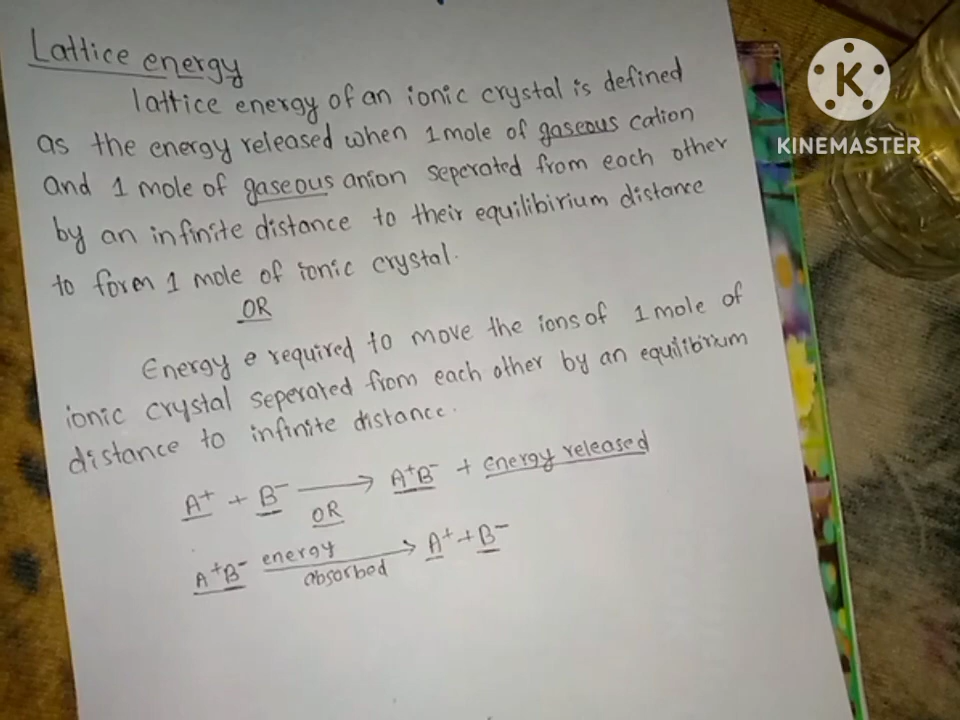 Lattice energy
lattice energy of an ionic crystal is defined
as the energy released when 1 mole of gaseous cation
and 1 mole of gaseous anion seperated from each other
by an infinite distance to their equilibirium distance
to form 1 mole of ionic crystal.
OR
Energy e required to move the ions of 1 mole of
ionic crystal seperated from each other by an equilibrium
distance to infinite distance.
A⁺ + B⁻ ⟶ A⁺B⁻ + energy released
OR
A⁺B⁻ energy absorbed ⟶ A⁺ + B⁻
K
KINEMASTER